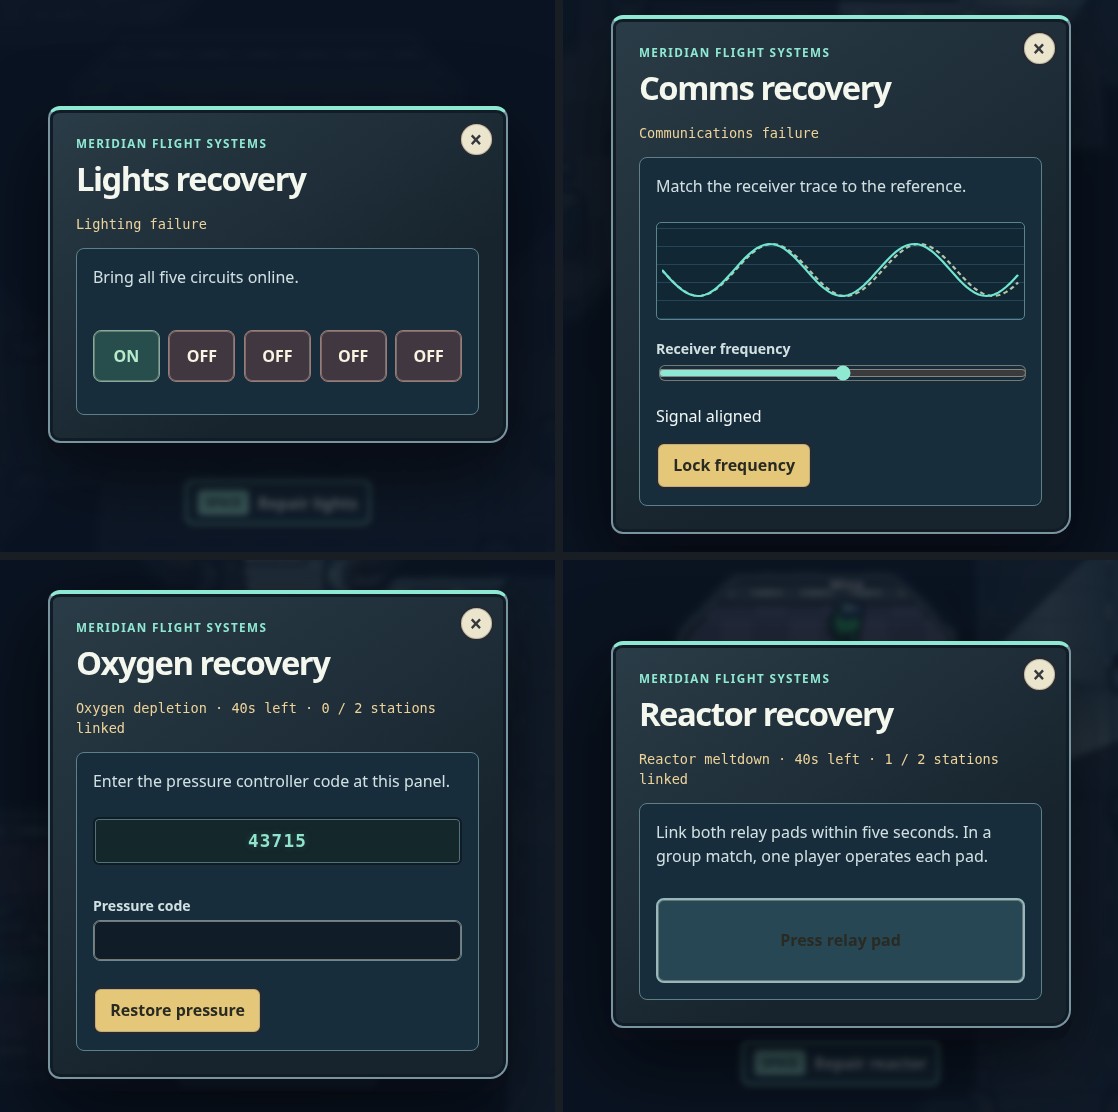 MERIDIAN FLIGHT SYSTEMS
Lights recovery
Lighting failure
Bring all five circuits online.
ON OFF OFF OFF OFF
Repair lights
MERIDIAN FLIGHT SYSTEMS
Comms recovery
Communications failure
Match the receiver trace to the reference.
Receiver frequency
Signal aligned
Lock frequency
MERIDIAN FLIGHT SYSTEMS
Oxygen recovery
Oxygen depletion · 40s left · 0 / 2 stations
linked
Enter the pressure controller code at this panel.
43715
Pressure code
Restore pressure
MERIDIAN FLIGHT SYSTEMS
Reactor recovery
Reactor meltdown · 40s left · 1 / 2 stations
linked
Link both relay pads within five seconds. In a
group match, one player operates each pad.
Press relay pad
Repair reactor